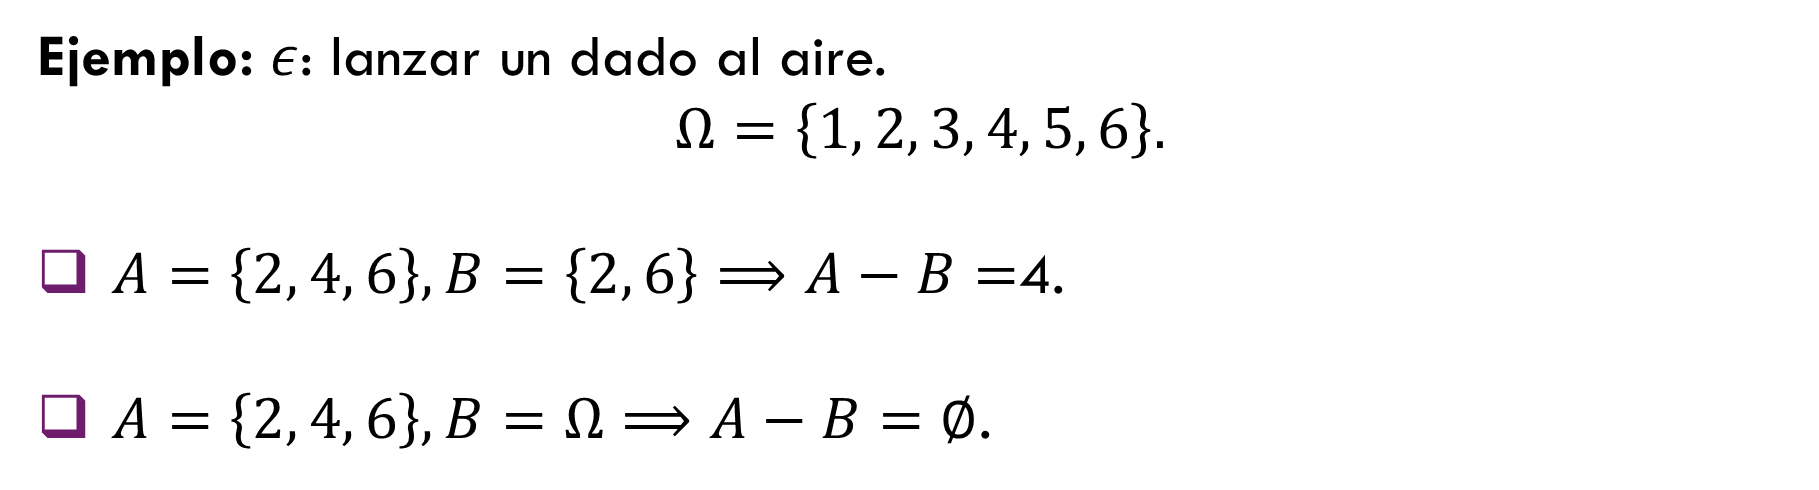 Ejemplo: ϵ: lanzar un dado al aire.
Ω = {1, 2, 3, 4, 5, 6}.
❑ A = {2, 4, 6}, B = {2, 6} ⟹ A − B =4.
❑ A = {2, 4, 6}, B = Ω ⟹ A − B = ∅.